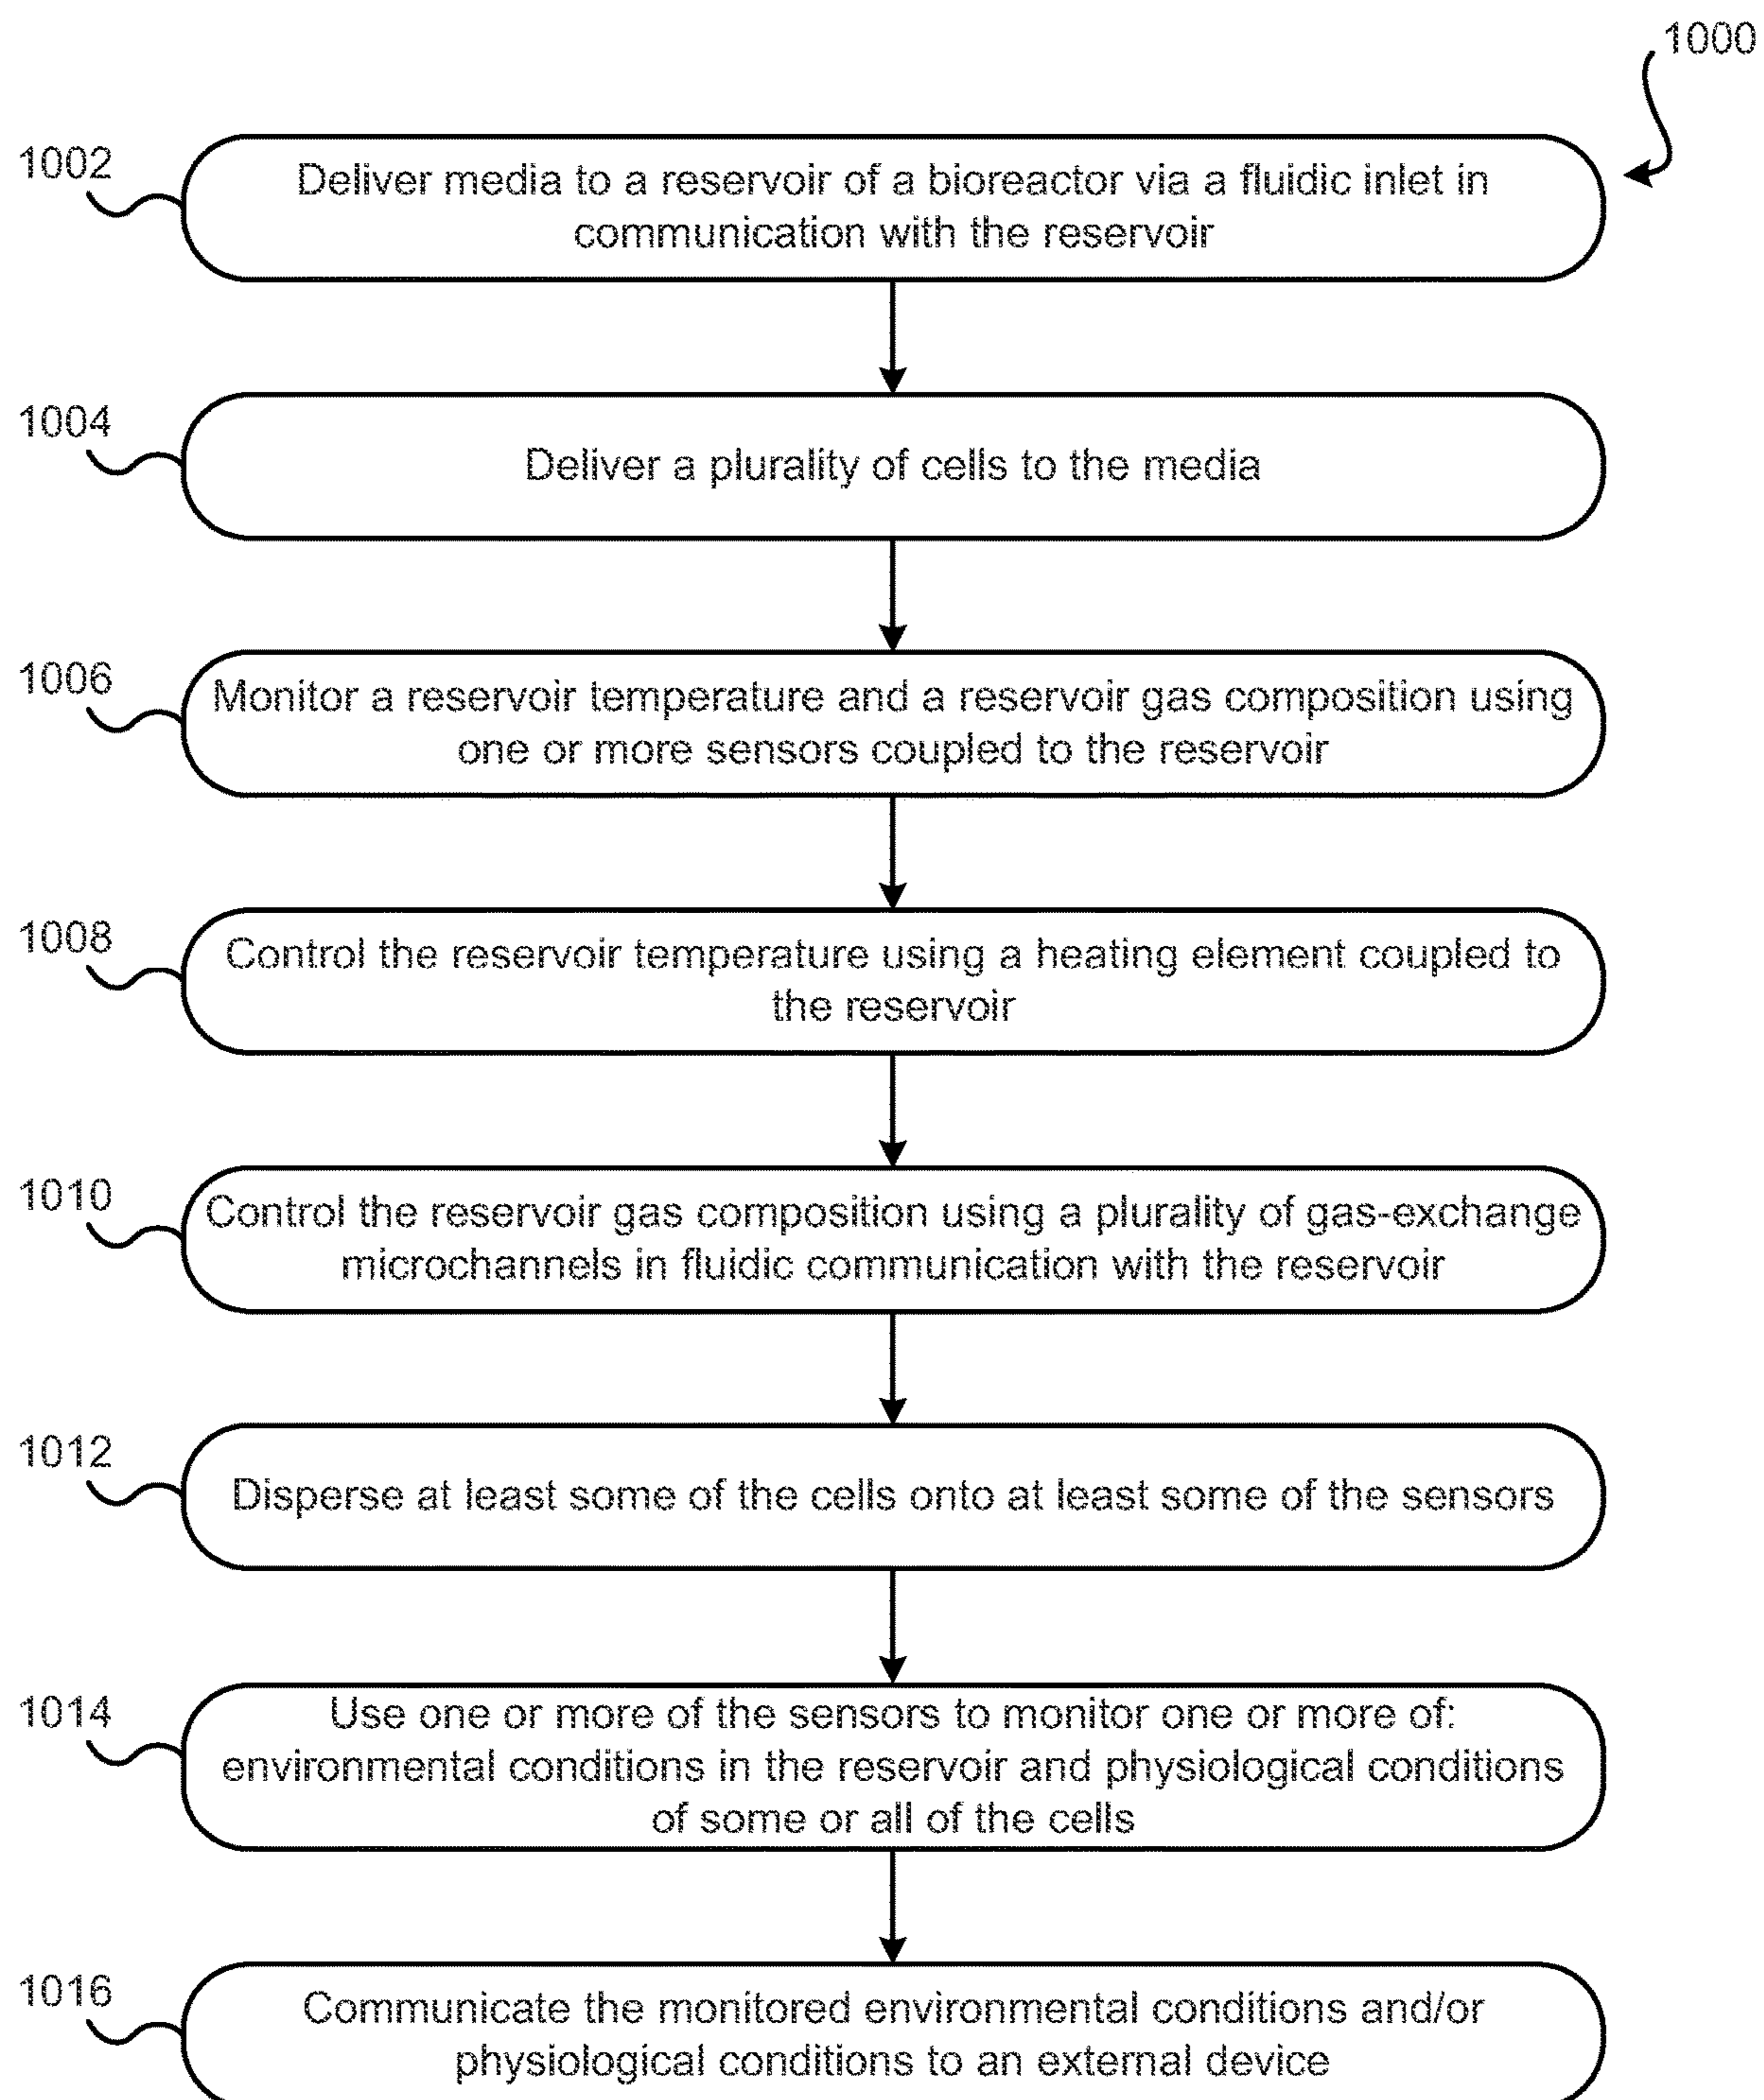 1000
1002
Deliver media to a reservoir of a bioreactor via a fluidic inlet in
communication with the reservoir
1004
Deliver a plurality of cells to the media
1006
Monitor a reservoir temperature and a reservoir gas composition using
one or more sensors coupled to the reservoir
1008
Control the reservoir temperature using a heating element coupled to
the reservoir
1010
Control the reservoir gas composition using a plurality of gas-exchange
microchannels in fluidic communication with the reservoir
1012
Disperse at least some of the cells onto at least some of the sensors
1014
Use one or more of the sensors to monitor one or more of:
environmental conditions in the reservoir and physiological conditions
of some or all of the cells
1016
Communicate the monitored environmental conditions and/or
physiological conditions to an external device